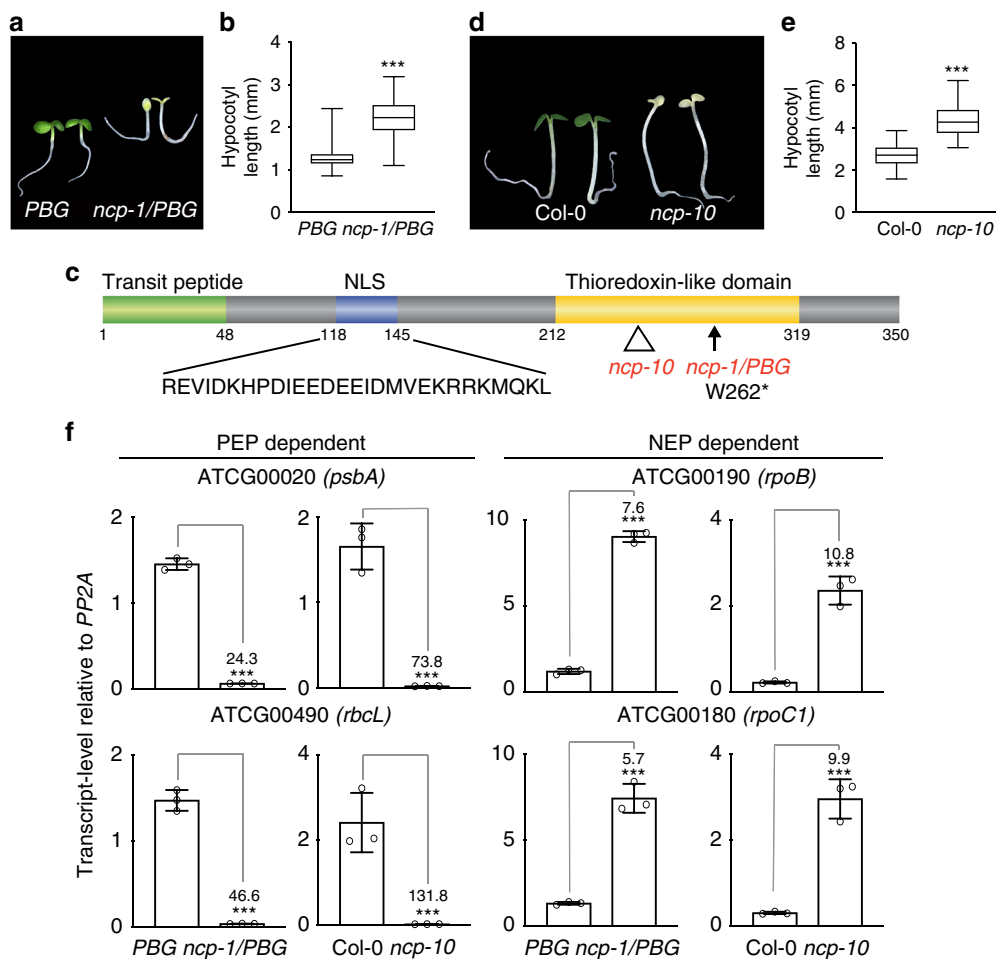 a
PBG ncp-1/PBG
b
Hypocotyl
length (mm)
4
3
2
1
0
***
PBG ncp-1/PBG
d
Col-0 ncp-10
e
Hypocotyl
length (mm)
8
6
4
2
0
***
Col-0 ncp-10
c
Transit peptide NLS Thioredoxin-like domain
1 48 118 145 212 319 350
ncp-10 ncp-1/PBG
W262*
REVIDKHPDIEEDEEIDMVEKRRKMQKL
f
PEP dependent NEP dependent
Transcript-level relative to PP2A
ATCG00020 (psbA)
2
1
0
24.3
***
2
1
0
73.8
***
ATCG00190 (rpoB)
10
5
0
7.6
***
4
2
0
10.8
***
ATCG00490 (rbcL)
2
1
0
46.6
***
PBG ncp-1/PBG
4
2
0
131.8
***
Col-0 ncp-10
ATCG00180 (rpoC1)
10
5
0
5.7
***
PBG ncp-1/PBG
4
2
0
9.9
***
Col-0 ncp-10